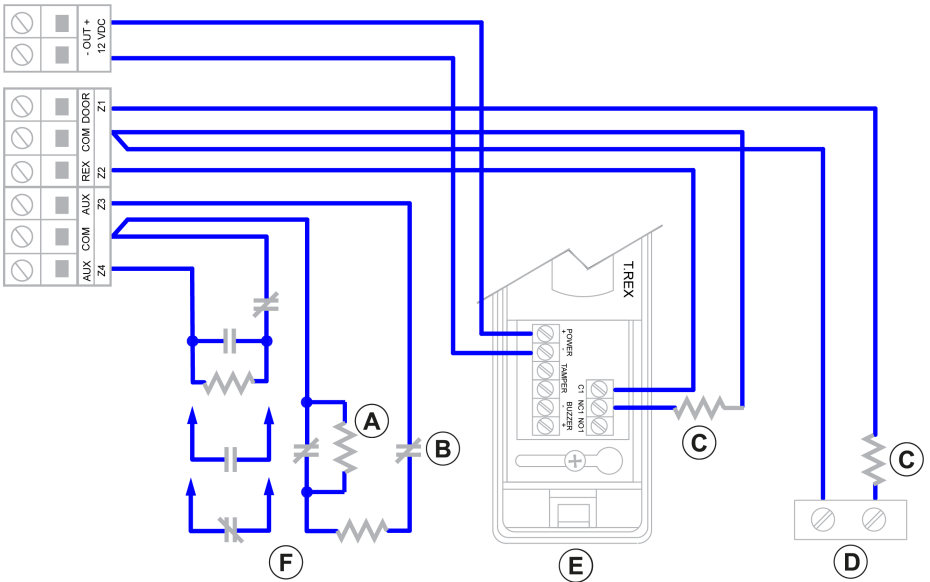 - OUT +
12 VDC
DOOR
Z1
COM
REX
Z2
AUX
Z3
COM
AUX
Z4
T.REX
+ POWER -
TAMPER
- BUZZER +
C1
NC1
NO1
A
B
C
C
D
E
F